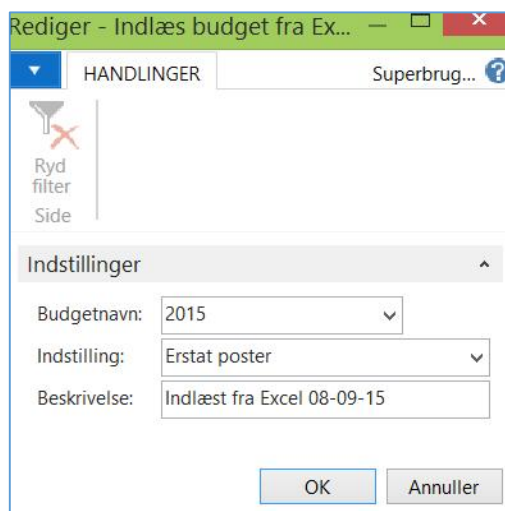 Rediger - Indlæs budget fra Ex...
HANDLINGER Superbrug...
Ryd
filter
Side
Indstillinger
Budgetnavn: 2015
Indstilling: Erstat poster
Beskrivelse: Indlæst fra Excel 08-09-15
OK Annuller